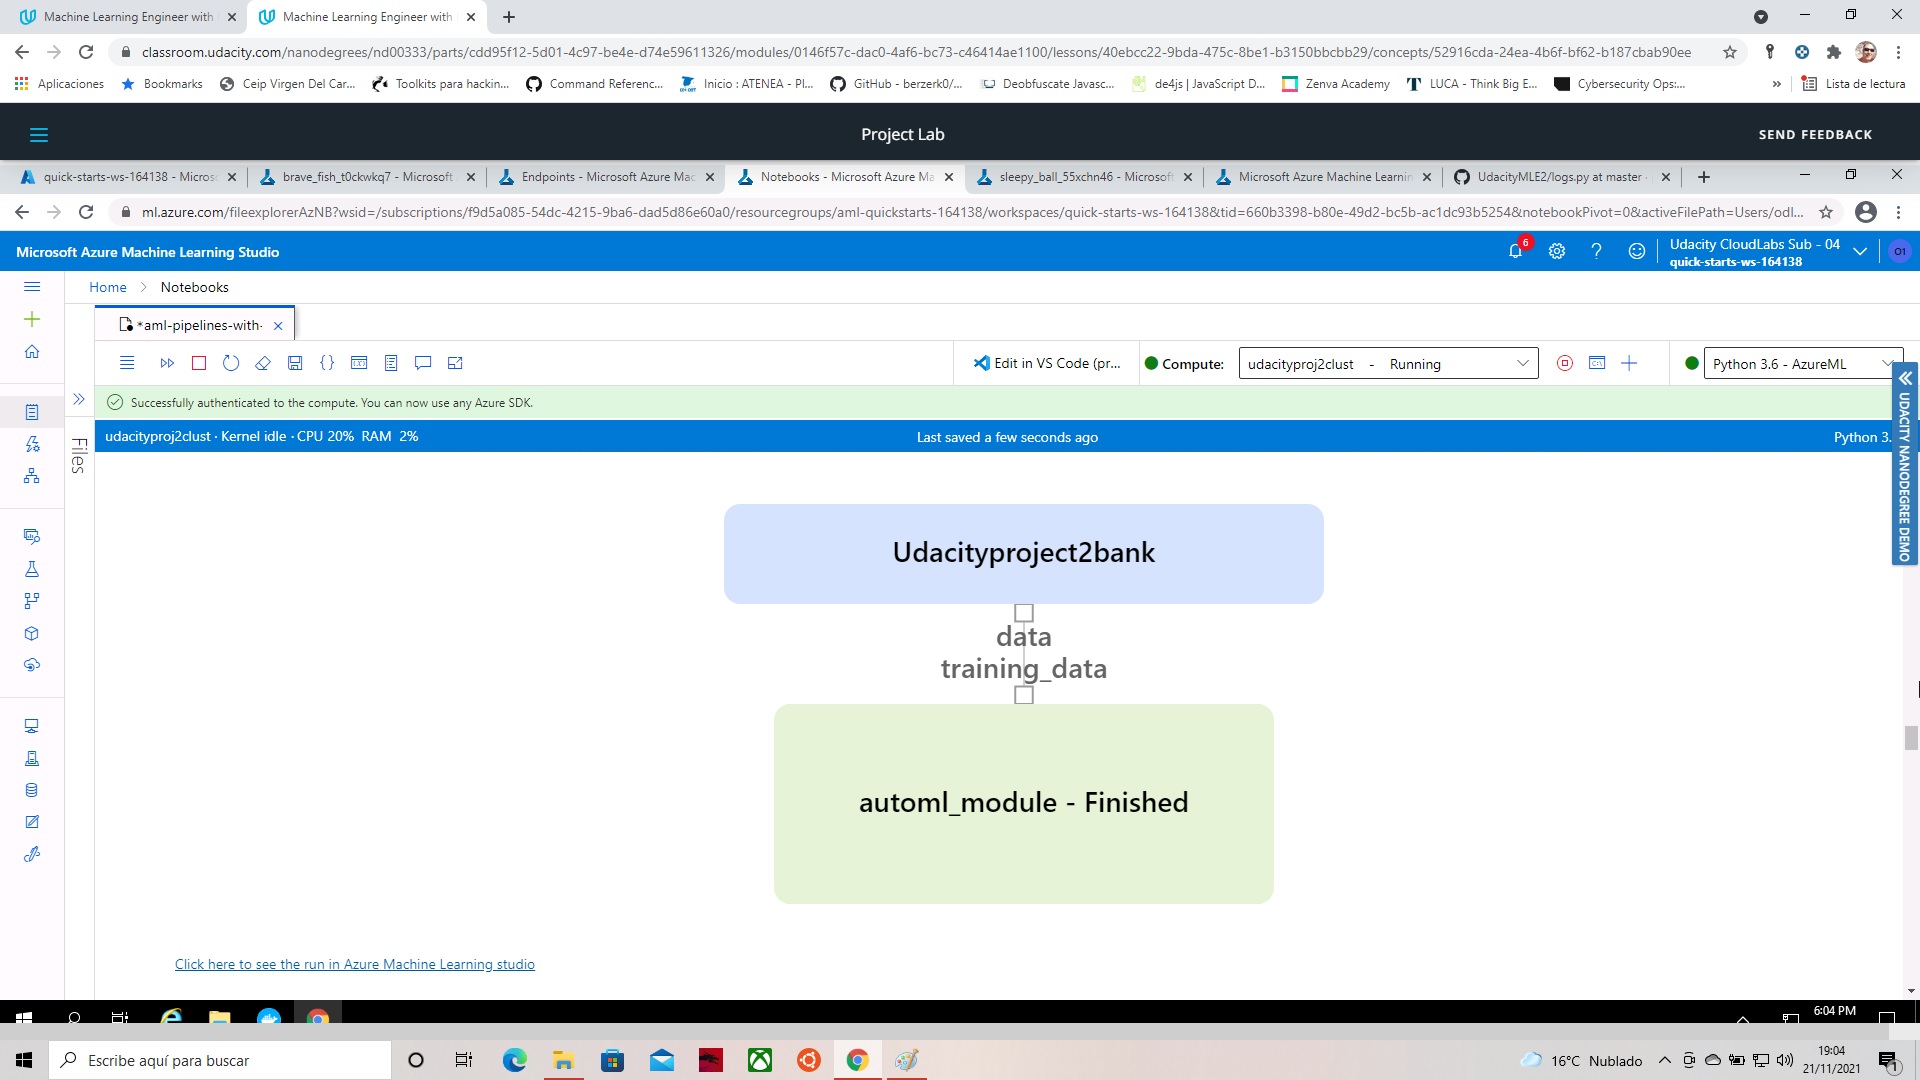 Machine Learning Engineer with
Machine Learning Engineer with
classroom.udacity.com/nanodegrees/nd00333/parts/cdd95f12-5d01-4c97-be4e-d74e59611326/modules/0146f57c-dac0-4af6-bc73-c46414ae1100/lessons/40ebcc22-9bda-475c-8be1-b3150bbcbb29/concepts/52916cda-24ea-4b6f-bf62-b187cbab90ee
Aplicaciones
Bookmarks
Ceip Virgen Del Car...
Toolkits para hackin...
Command Referenc...
Inicio : ATENEA - Pl...
GitHub - berzerk0/...
Deobfuscate Javasc...
de4js | JavaScript D...
Zenva Academy
LUCA - Think Big E...
Cybersecurity Ops:...
»
Lista de lectura
Project Lab
SEND FEEDBACK
quick-starts-ws-164138 - Micros
brave_fish_t0ckwkq7 - Microsoft
Endpoints - Microsoft Azure Mac
Notebooks - Microsoft Azure Ma
sleepy_ball_55xchn46 - Microsoft
Microsoft Azure Machine Learnin
UdacityMLE2/logs.py at master
ml.azure.com/fileexplorerAzNB?wsid=/subscriptions/f9d5a085-54dc-4215-9ba6-dad5d86e60a0/resourcegroups/aml-quickstarts-164138/workspaces/quick-starts-ws-164138&tid=660b3398-b80e-49d2-bc5b-ac1dc93b5254&notebookPivot=0&activeFilePath=Users/odl...
Microsoft Azure Machine Learning Studio
6
Udacity CloudLabs Sub - 04
quick-starts-ws-164138
O1
Home > Notebooks
*aml-pipelines-with-
Edit in VS Code (pr...
Compute:
udacityproj2clust - Running
Python 3.6 - AzureML
Successfully authenticated to the compute. You can now use any Azure SDK.
udacityproj2clust · Kernel idle · CPU 20% RAM 2%
Last saved a few seconds ago
Python 3.
Files
UDACITY NANODEGREE DEMO
Udacityproject2bank
data
training_data
automl_module - Finished
Click here to see the run in Azure Machine Learning studio
6:04 PM
Escribe aquí para buscar
16°C Nublado
19:04
21/11/2021
1